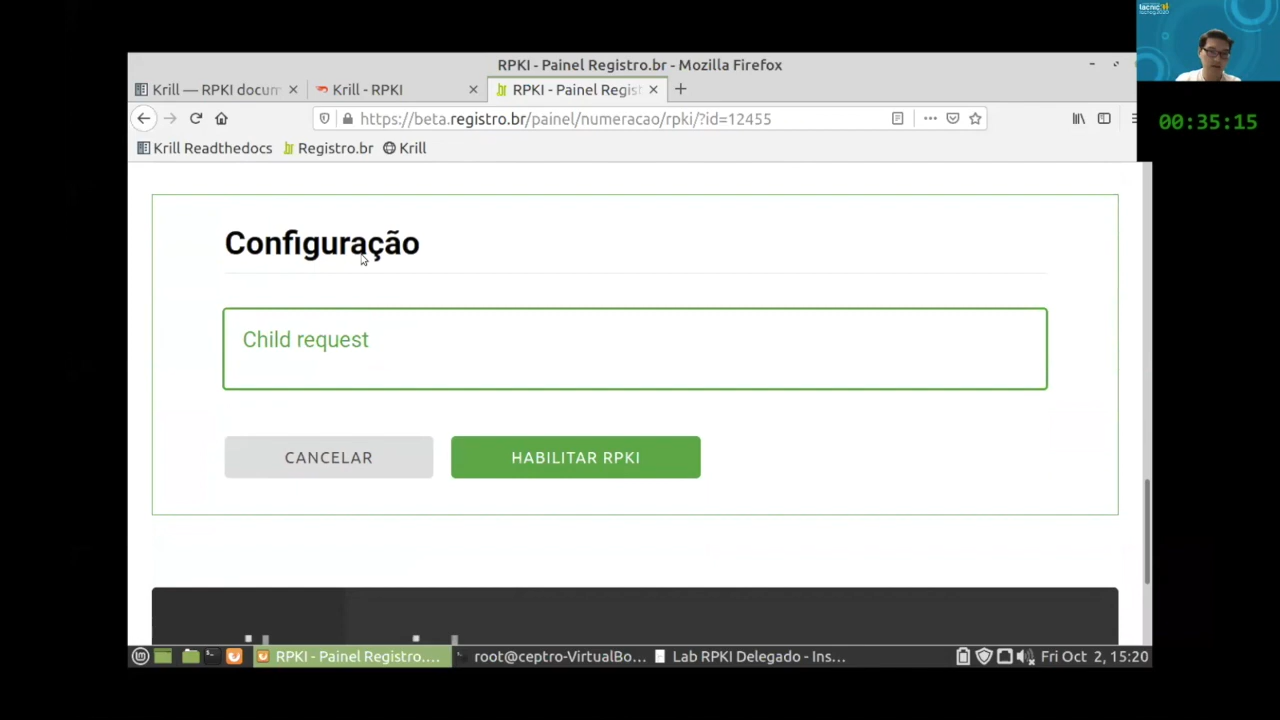 lacnic
RPKI - Painel Registro.br - Mozilla Firefox
Krill — RPKI docum
Krill - RPKI
RPKI - Painel Regist
00:35:15
https://beta.registro.br/painel/numeracao/rpki/?id=12455
Krill Readthedocs
Registro.br
Krill
Configuração
Child request
CANCELAR
HABILITAR RPKI
RPKI - Painel Registro....
root@ceptro-VirtualBo...
Lab RPKI Delegado - Ins...
Fri Oct 2, 15:20